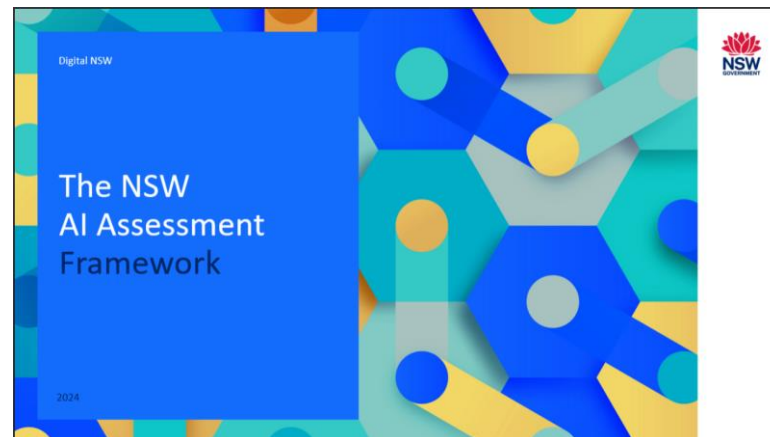 Digital NSW
The NSW
AI Assessment
Framework
2024
NSW
GOVERNMENT